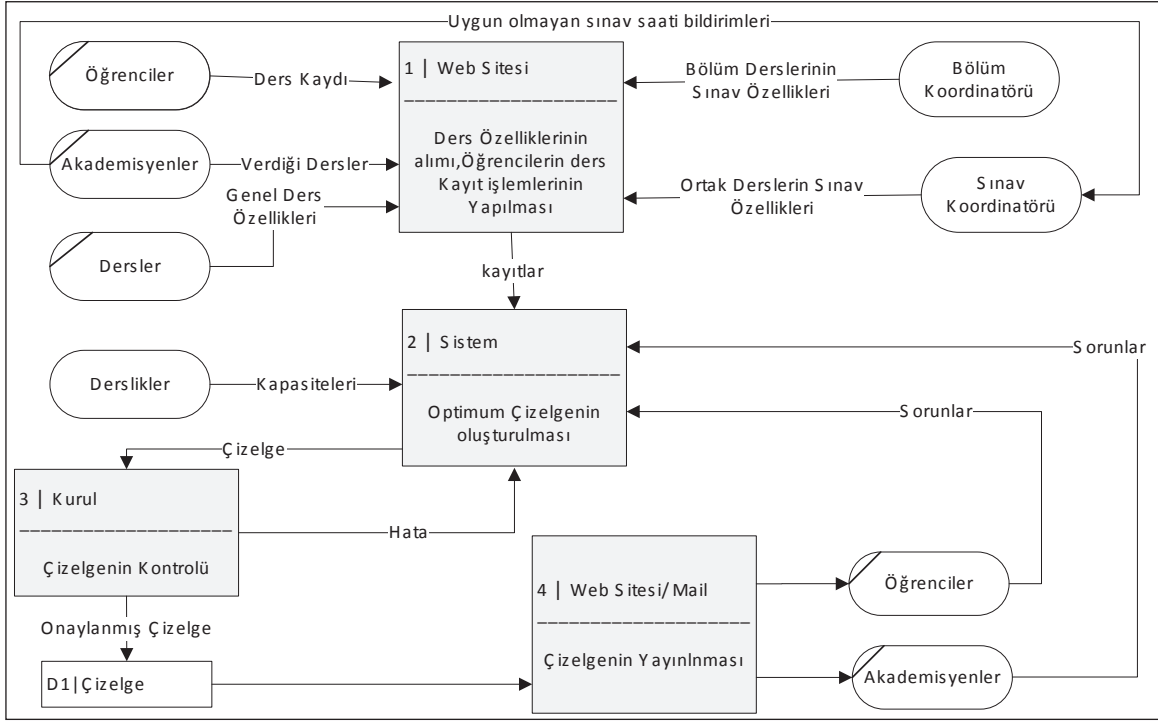 Uygun olmayan sınav saati bildirimleri
Öğrenciler
Ders Kaydı
1 | Web Sitesi
Bölüm Derslerinin
Sınav Özellikleri
Bölüm
Koordinatörü
Ders Özelliklerinin
alımı,Öğrencilerin ders
Kayıt işlemlerinin
Yapılması
Akademisyenler
Verdiği Dersler
Genel Ders
Özellikleri
Ortak Derslerin Sınav
Özellikleri
Sınav
Koordinatörü
Dersler
kayıtlar
2 | Sistem
Sorunlar
Derslikler
Kapasiteleri
Optimum Çizelgenin
oluşturulması
Sorunlar
Çizelge
3 | Kurul
Hata
Çizelgenin Kontrolü
4 | Web Sitesi/Mail
Öğrenciler
Onaylanmış Çizelge
Çizelgenin Yayınlnması
Akademisyenler
D1|Çizelge